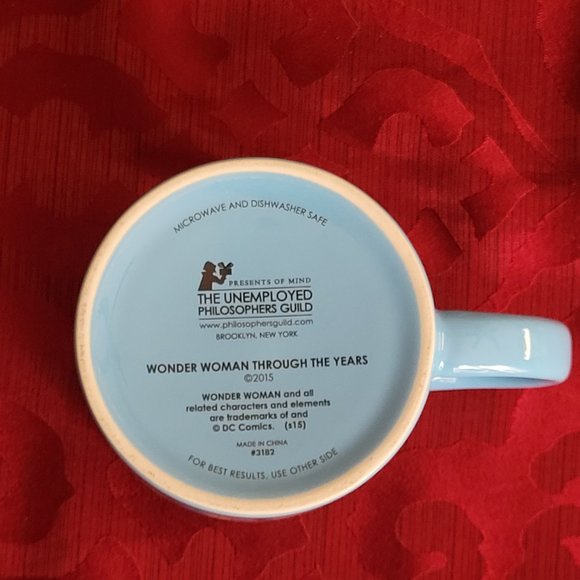 MICROWAVE AND DISHWASHER SAFE
PRESENTS OF MIND
THE UNEMPLOYED
PHILOSOPHERS GUILD
www.philosophersguild.com
BROOKLYN, NEW YORK
WONDER WOMAN THROUGH THE YEARS
©2015
WONDER WOMAN and all
related characters and elements
are trademarks of and
© DC Comics. (s15)
MADE IN CHINA
#3182
FOR BEST RESULTS, USE OTHER SIDE